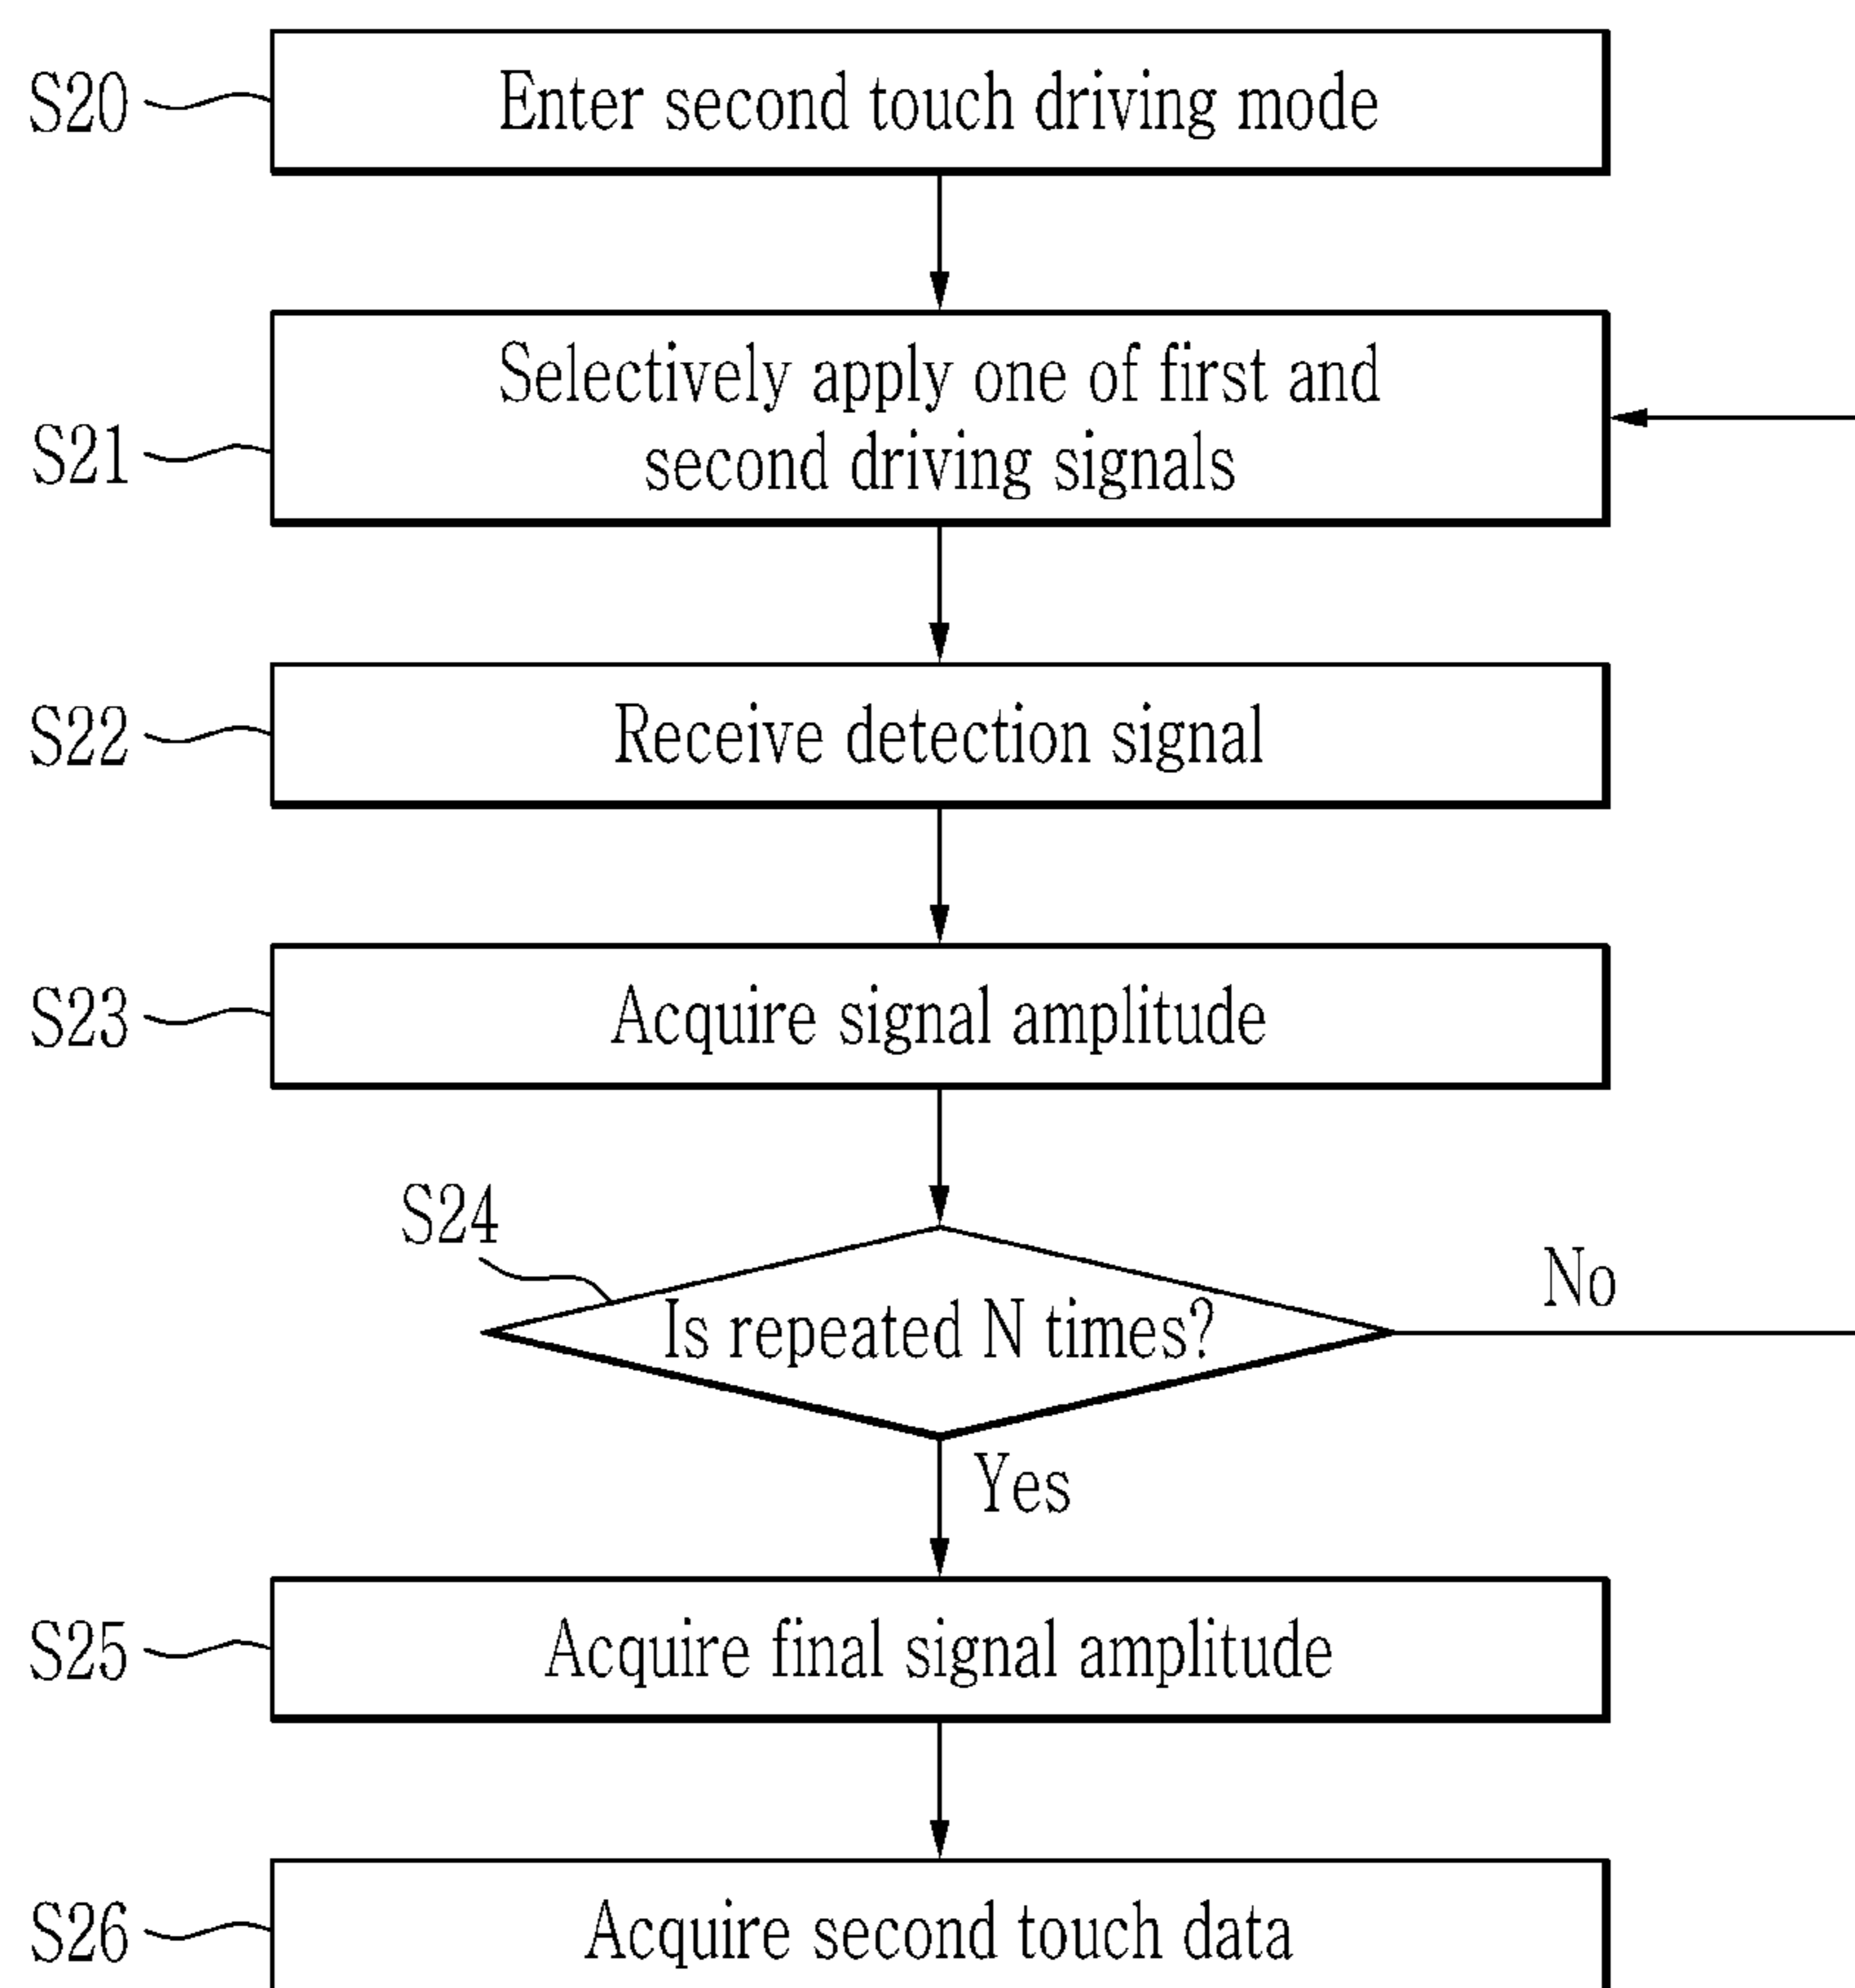 S20
Enter second touch driving mode
Selectively apply one of first and
S21
second driving signals
S22
Receive detection signal
S23
Acquire signal amplitude
S24
Is repeated N times?
No
Yes
S25
Acquire final signal amplitude
S26
Acquire second touch data